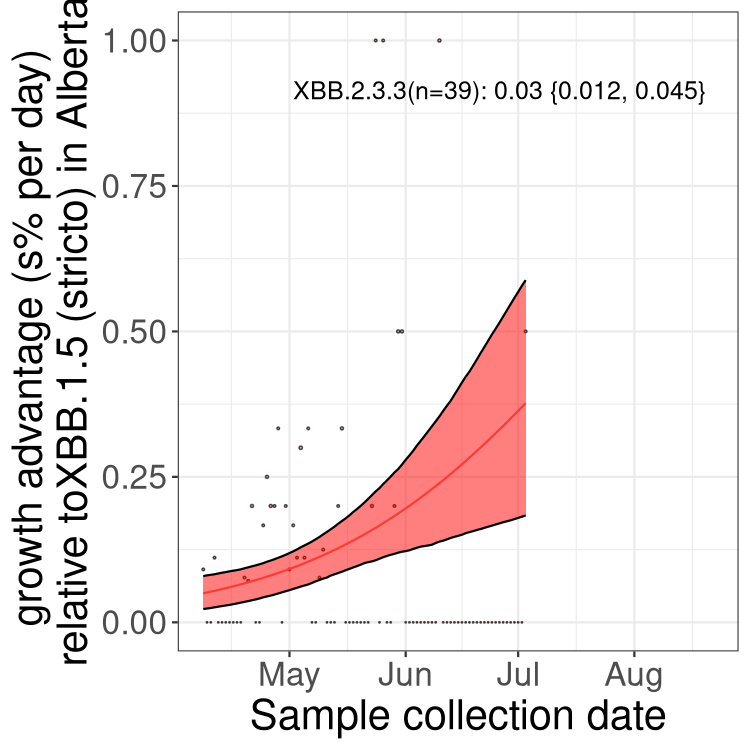 growth advantage (s% per day)
relative toXBB.1.5 (stricto) in Alberta
1.00
0.75
0.50
0.25
0.00
XBB.2.3.3(n=39): 0.03 {0.012, 0.045}
May Jun Jul Aug
Sample collection date